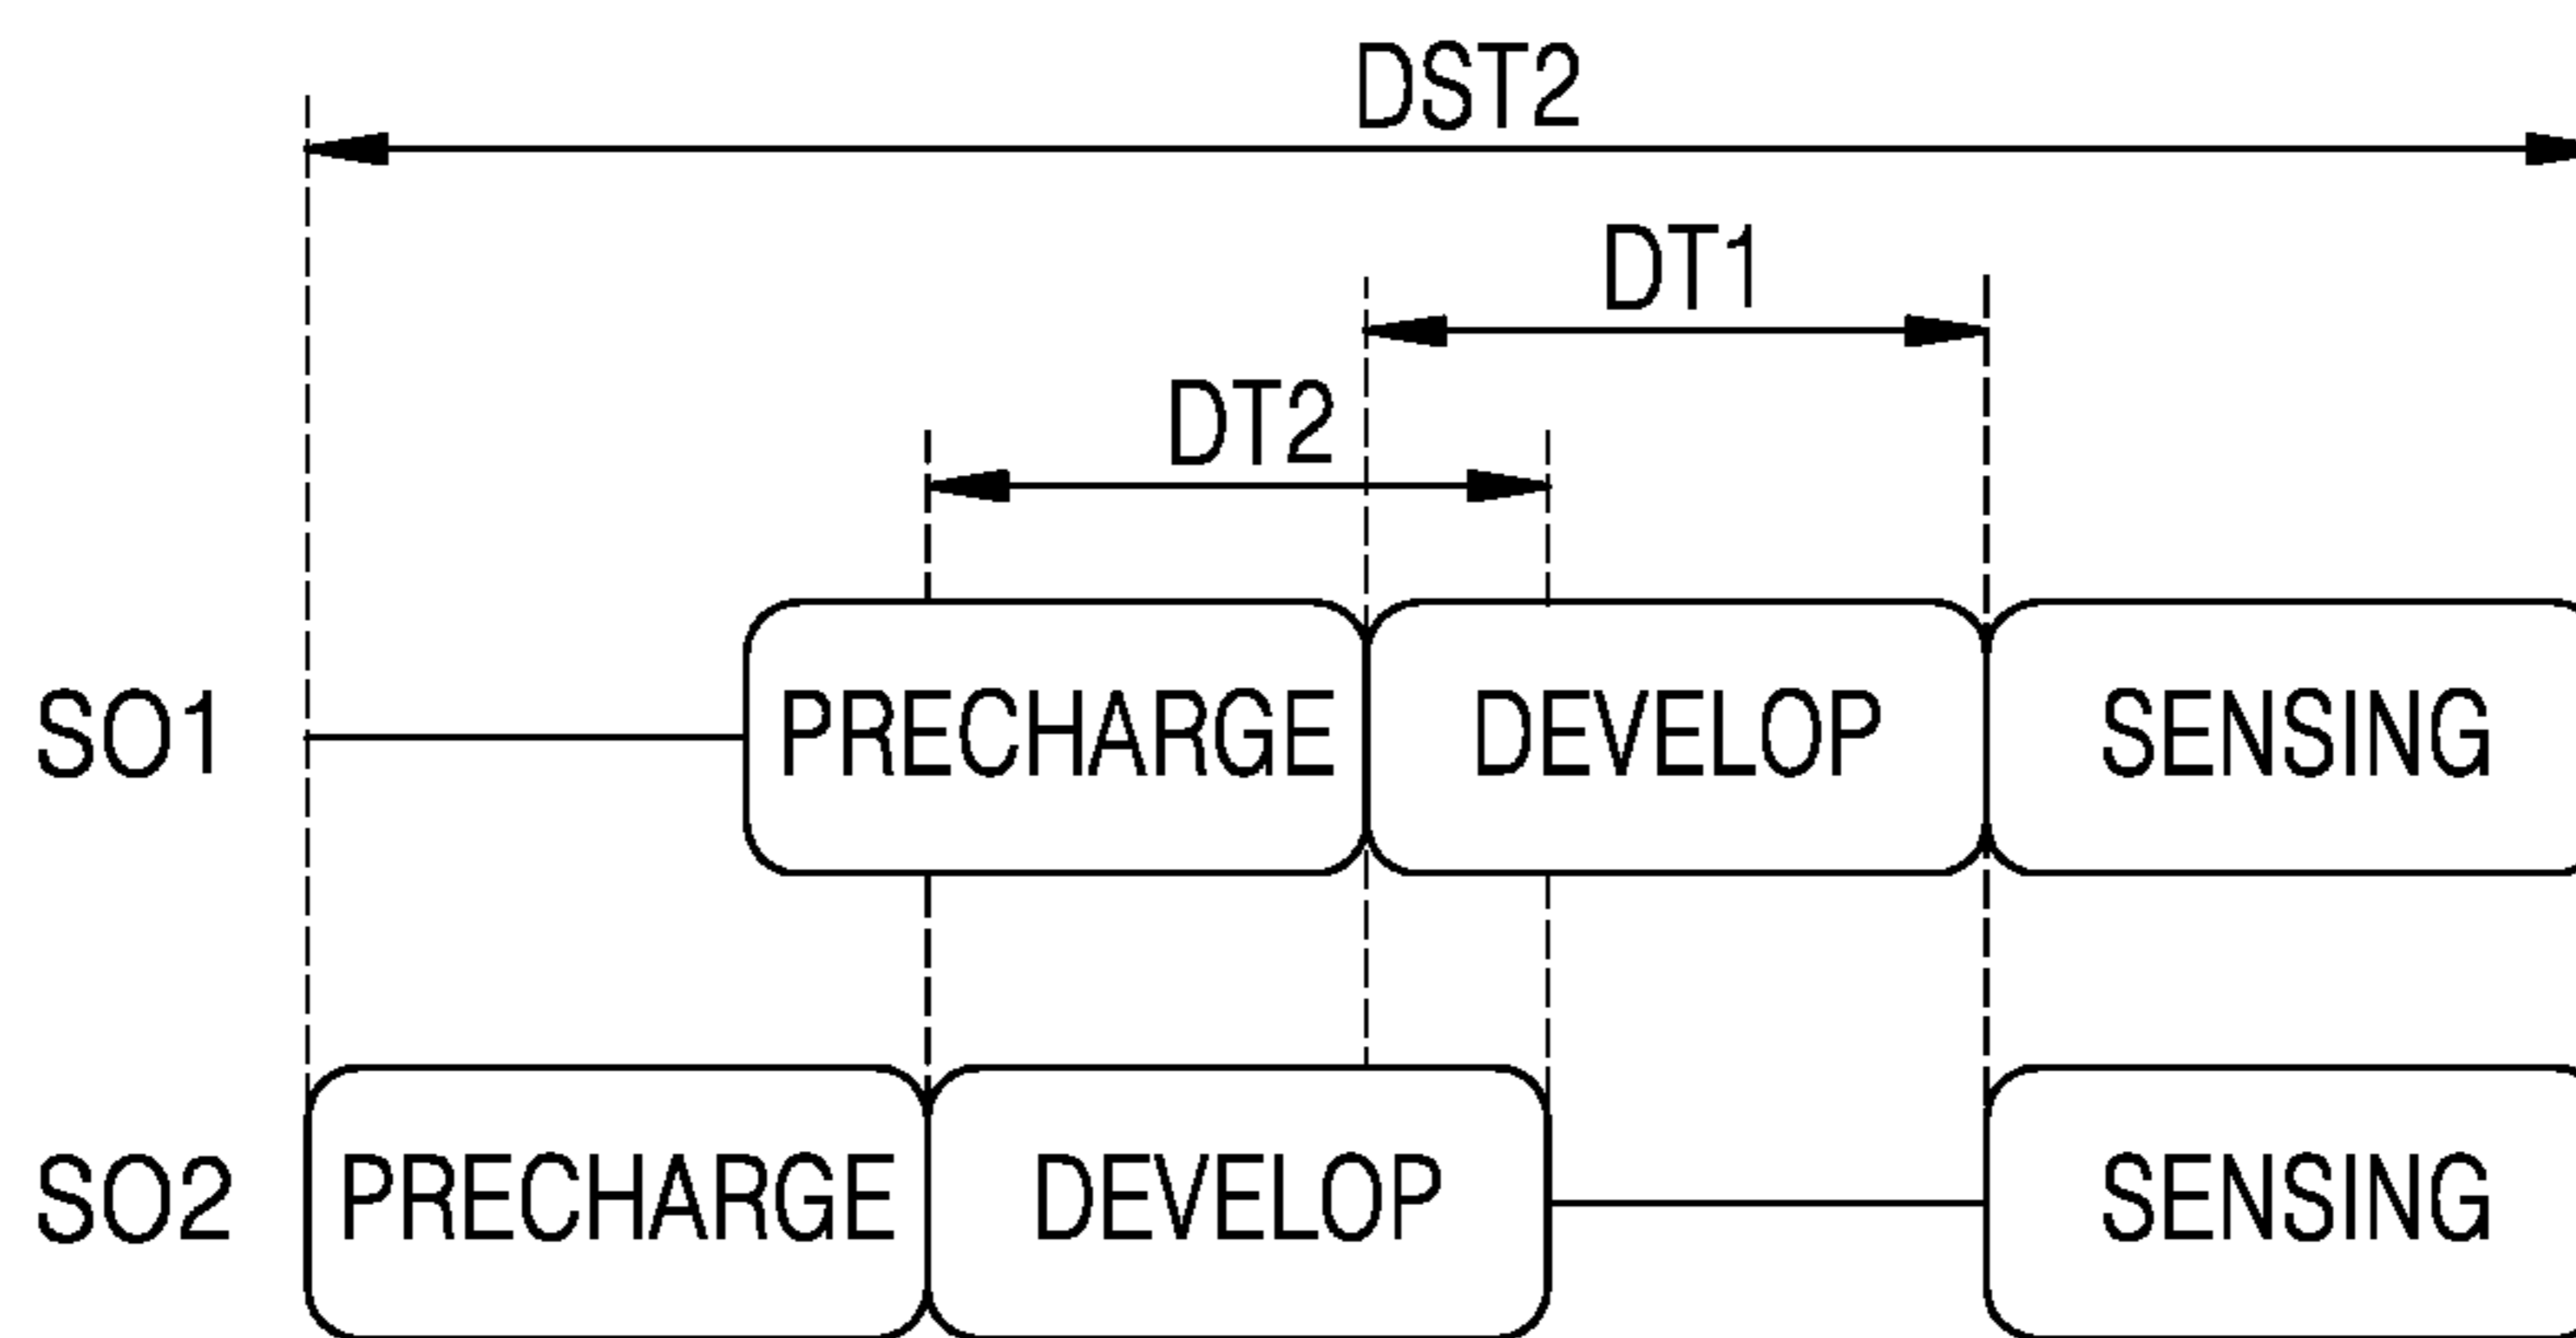 DST2
DT1
DT2
SO1 PRECHARGE DEVELOP SENSING
SO2 PRECHARGE DEVELOP SENSING